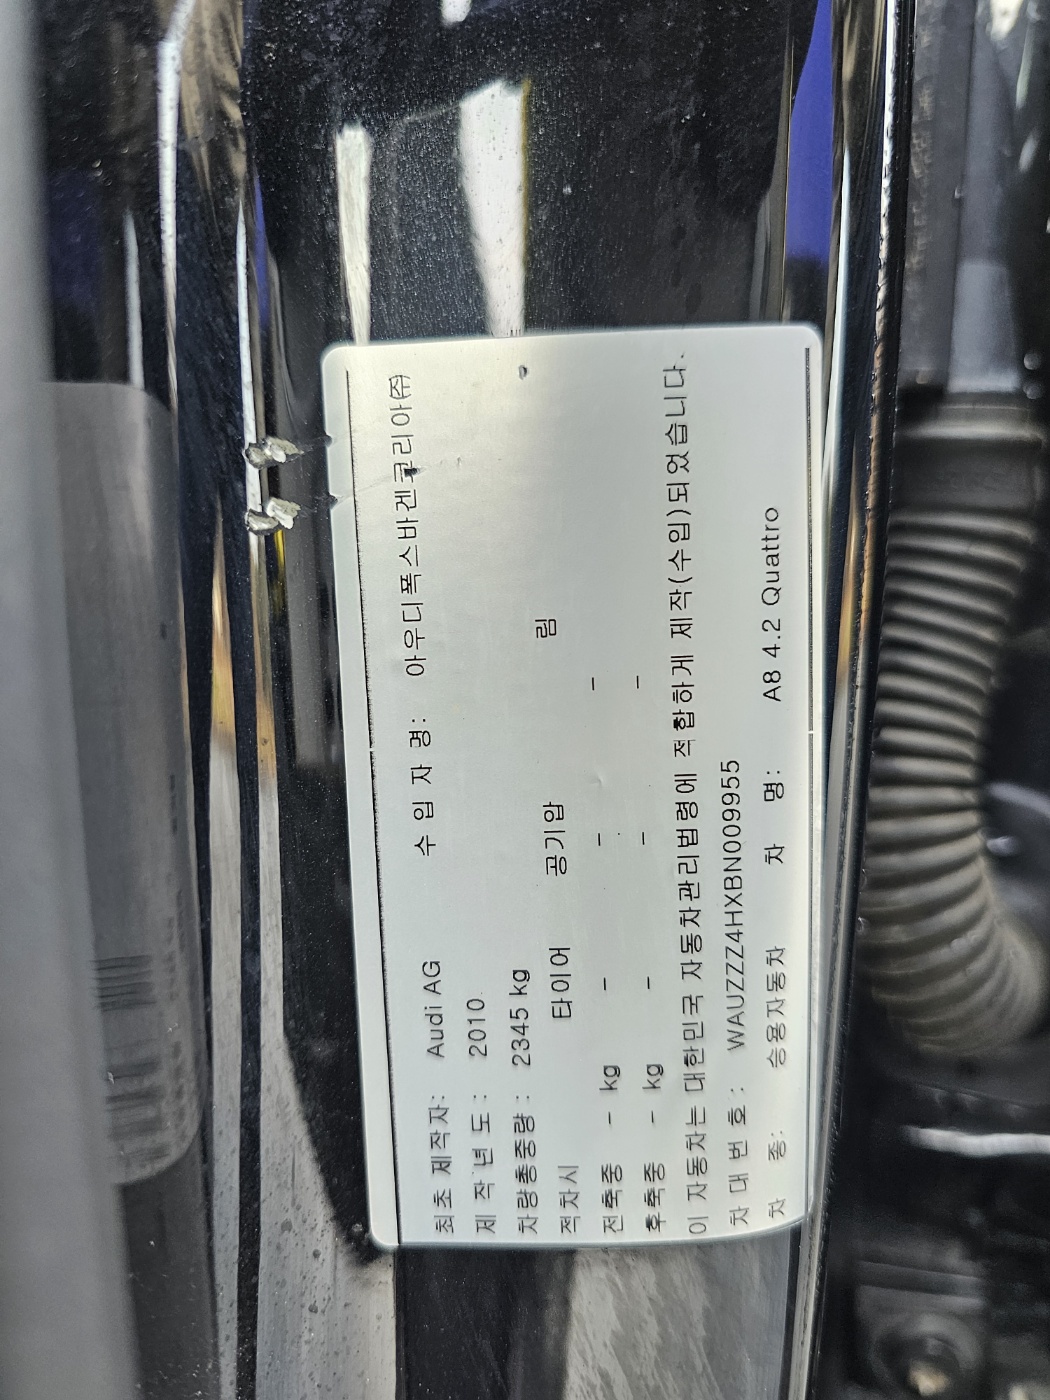 최초 제작자: Audi AG 수 입 자 명: 아우디폭스바겐코리아㈜
제 작 년 도 : 2010
차량총중량 : 2345 kg
적차시 타이어 공기압 림
전축중 - kg - - -
후축중 - kg - - -
이 자동차는 대한민국 자동차관리법령에 적합하게 제작(수입)되었습니다.
차 대 번 호 : WAUZZZ4HXBN009955
차 종: 승용자동차 차 명: A8 4.2 Quattro